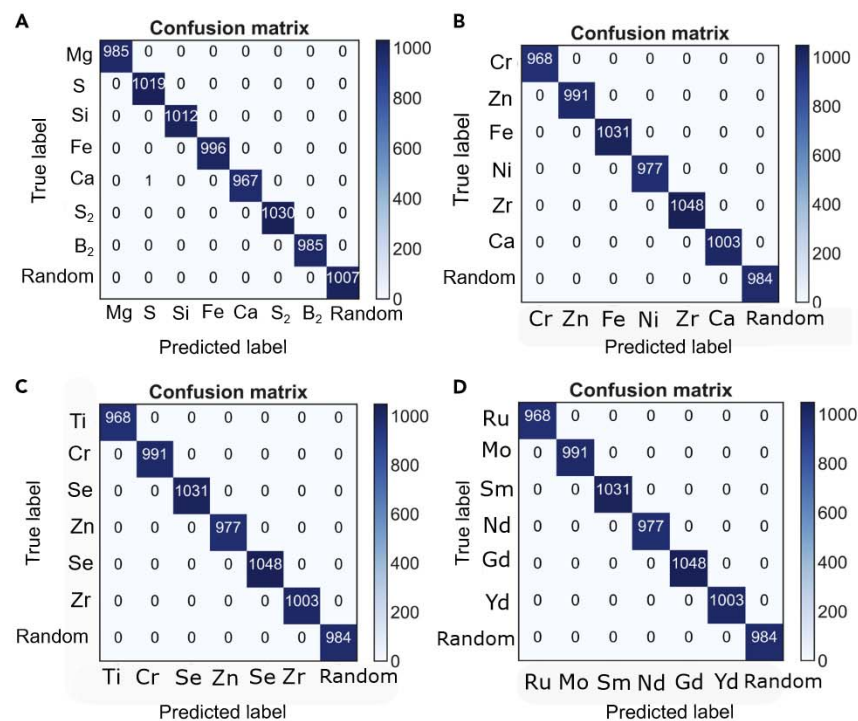 A
Confusion matrix
Mg 985 0 0 0 0 0 0 0
S 0 1019 0 0 0 0 0 0
Si 0 0 1012 0 0 0 0 0
Fe 0 0 0 996 0 0 0 0
Ca 0 1 0 0 967 0 0 0
S₂ 0 0 0 0 0 1030 0 0
B₂ 0 0 0 0 0 0 985 0
Random 0 0 0 0 0 0 0 1007
Mg S Si Fe Ca S₂ B₂ Random
True label
Predicted label
1000
800
600
400
200
0
B
Confusion matrix
Cr 968 0 0 0 0 0 0
Zn 0 991 0 0 0 0 0
Fe 0 0 1031 0 0 0 0
Ni 0 0 0 977 0 0 0
Zr 0 0 0 0 1048 0 0
Ca 0 0 0 0 0 1003 0
Random 0 0 0 0 0 0 984
Cr Zn Fe Ni Zr Ca Random
True label
Predicted label
1000
800
600
400
200
0
C
Confusion matrix
Ti 968 0 0 0 0 0 0
Cr 0 991 0 0 0 0 0
Se 0 0 1031 0 0 0 0
Zn 0 0 0 977 0 0 0
Se 0 0 0 0 1048 0 0
Zr 0 0 0 0 0 1003 0
Random 0 0 0 0 0 0 984
Ti Cr Se Zn Se Zr Random
True label
Predicted label
1000
800
600
400
200
0
D
Confusion matrix
Ru 968 0 0 0 0 0 0
Mo 0 991 0 0 0 0 0
Sm 0 0 1031 0 0 0 0
Nd 0 0 0 977 0 0 0
Gd 0 0 0 0 1048 0 0
Yd 0 0 0 0 0 1003 0
Random 0 0 0 0 0 0 984
Ru Mo Sm Nd Gd Yd Random
True label
Predicted label
1000
800
600
400
200
0